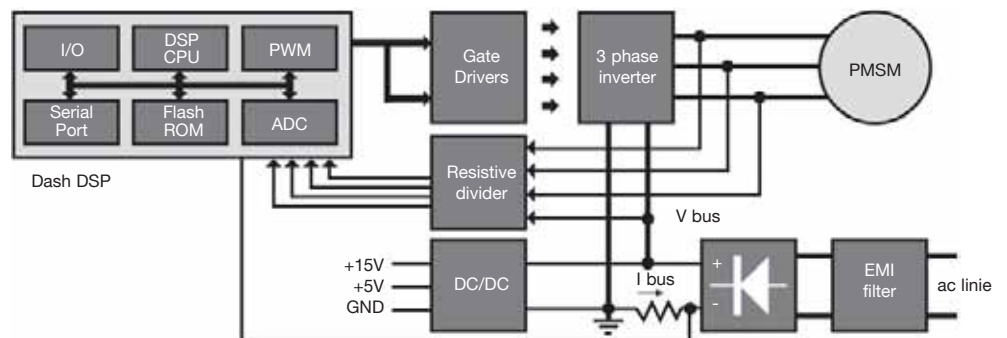 I/O
DSP
CPU
PWM
Serial
Port
Flash
ROM
ADC
Dash DSP
Gate
Drivers
3 phase
inverter
PMSM
Resistive
divider
V bus
+15V
+5V
GND
DC/DC
I bus
+
-
EMI
filter
ac linie